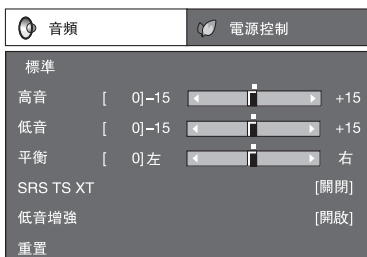 音頻 電源控制
標準
高音 [ 0]–15 +15
低音 [ 0]–15 +15
平衡 [ 0]左 右
SRS TS XT [關閉]
低音增強 [開啟]
重置